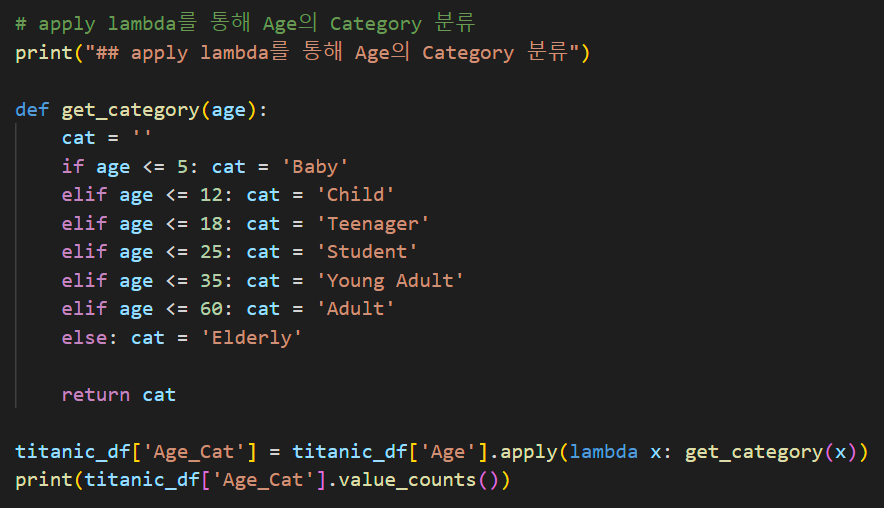 # apply lambda를 통해 Age의 Category 분류
print("## apply lambda를 통해 Age의 Category 분류")
def get_category(age):
    cat = ''
    if age <= 5: cat = 'Baby'
    elif age <= 12: cat = 'Child'
    elif age <= 18: cat = 'Teenager'
    elif age <= 25: cat = 'Student'
    elif age <= 35: cat = 'Young Adult'
    elif age <= 60: cat = 'Adult'
    else: cat = 'Elderly'
    return cat
titanic_df['Age_Cat'] = titanic_df['Age'].apply(lambda x: get_category(x))
print(titanic_df['Age_Cat'].value_counts())